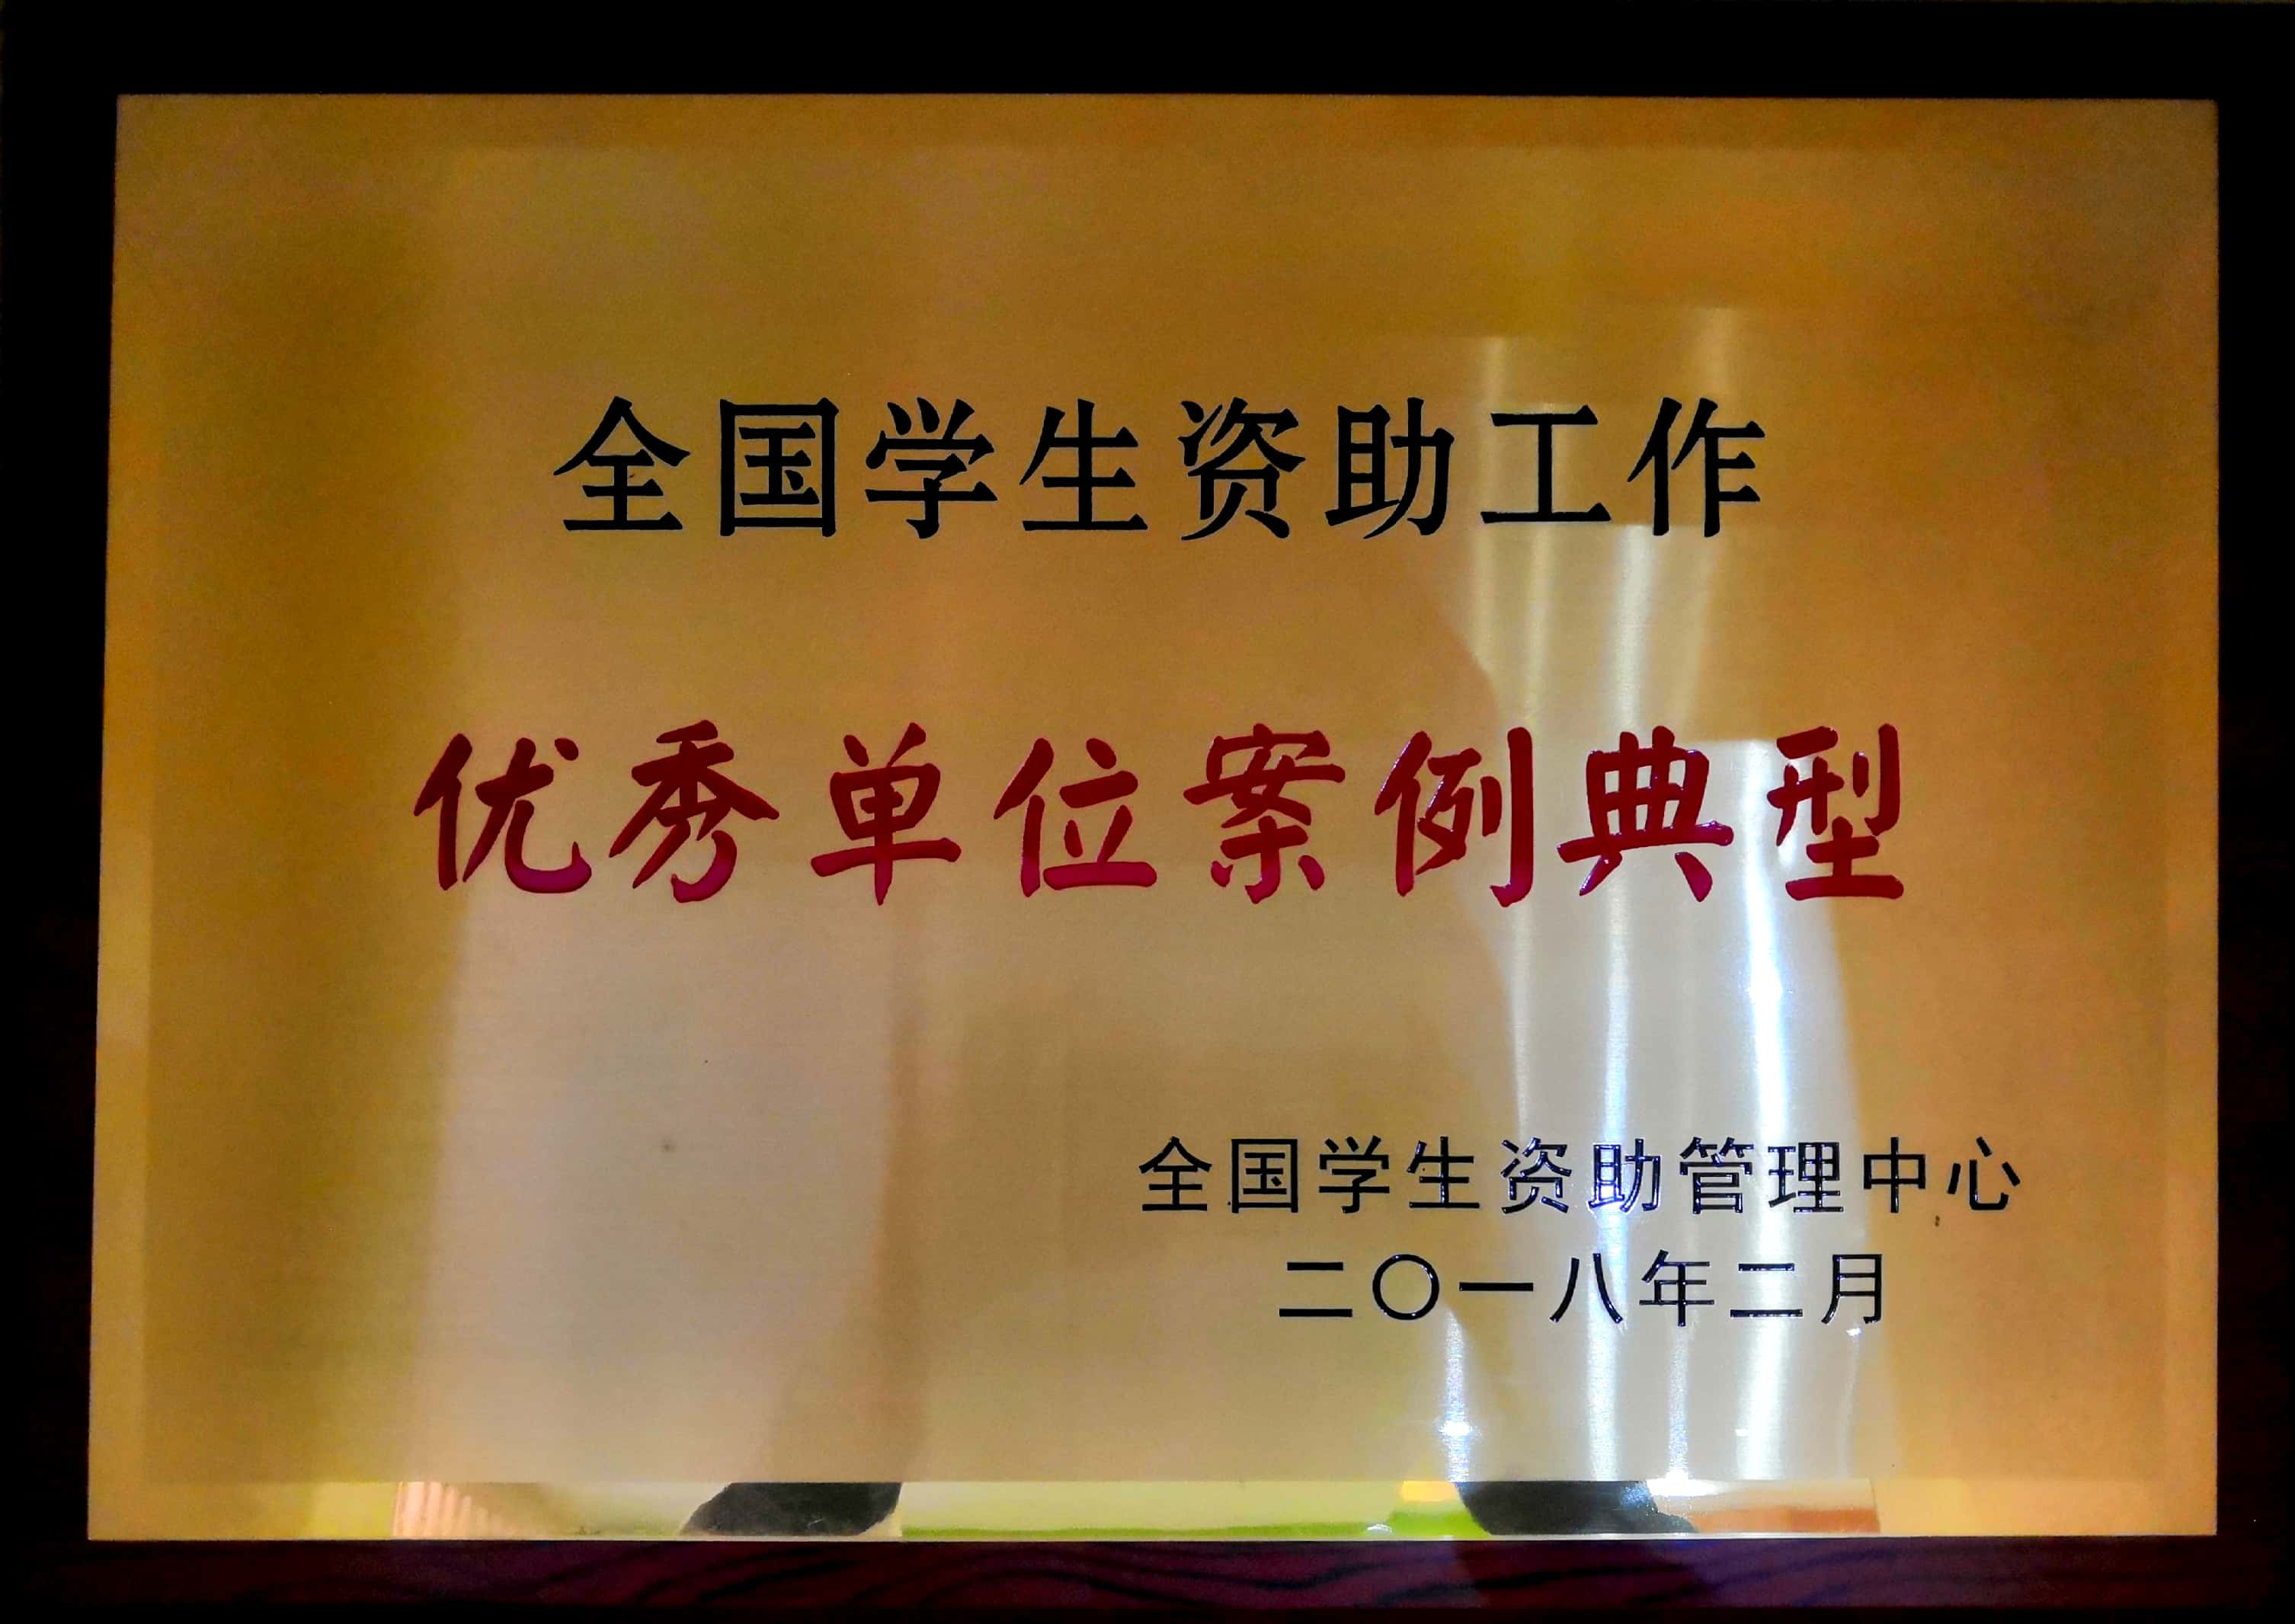 全国学生资助工作
优秀单位案例典型
全国学生资助管理中心
二〇一八年二月